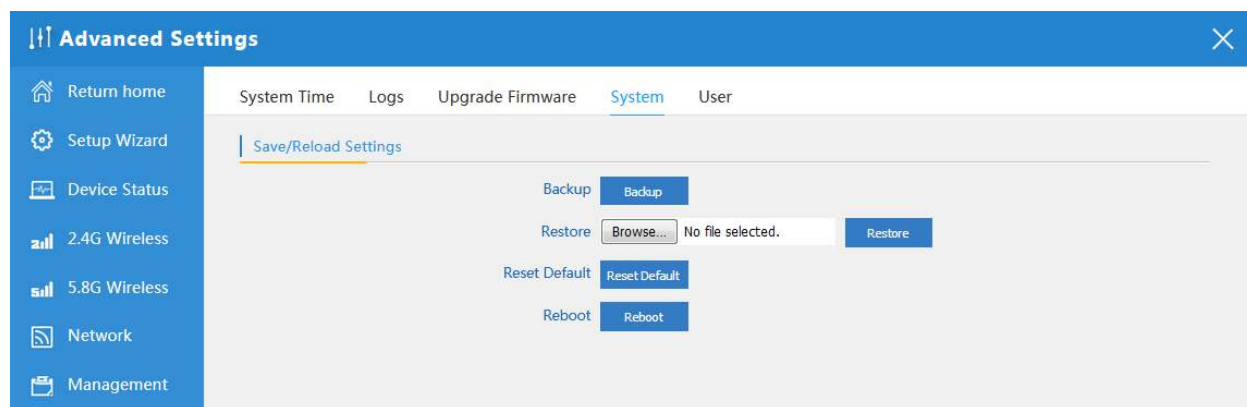 Advanced Settings
Return home
Setup Wizard
Device Status
2.4G Wireless
5.8G Wireless
Network
Management
System Time Logs Upgrade Firmware System User
Save/Reload Settings
Backup Backup
Restore Browse... No file selected. Restore
Reset Default Reset Default
Reboot Reboot